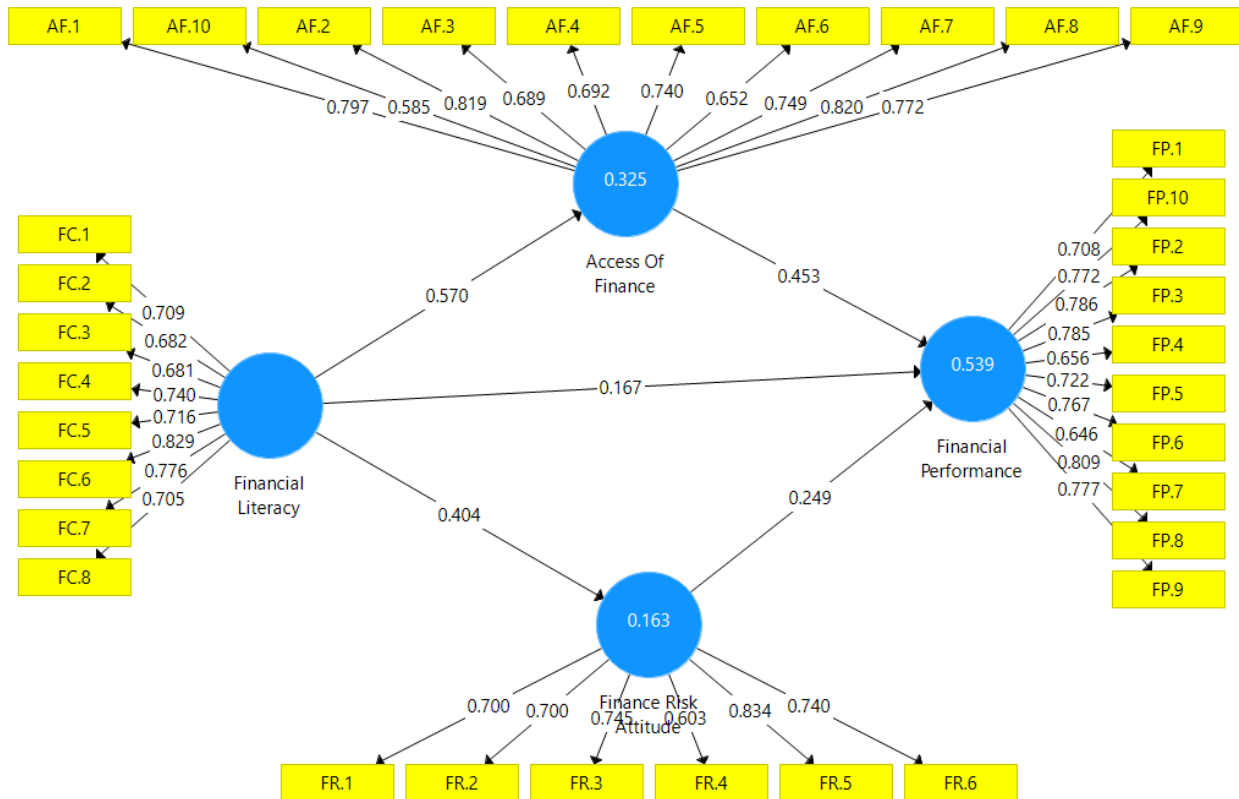 AF.1 AF.10 AF.2 AF.3 AF.4 AF.5 AF.6 AF.7 AF.8 AF.9
0.797 0.585 0.819 0.689 0.692 0.740 0.652 0.749 0.820 0.772
0.325
Access Of
Finance
FC.1
FC.2
FC.3
FC.4
FC.5
FC.6
FC.7
FC.8
0.709
0.682
0.681
0.740
0.716
0.829
0.776
0.705
Financial
Literacy
0.570
0.453
0.167
0.404
0.249
FP.1
FP.10
FP.2
FP.3
FP.4
FP.5
FP.6
FP.7
FP.8
FP.9
0.708
0.772
0.786
0.785
0.656
0.722
0.767
0.646
0.809
0.777
0.539
Financial
Performance
0.163
Finance Risk
Attitude
0.700 0.700 0.745 0.603 0.834 0.740
FR.1 FR.2 FR.3 FR.4 FR.5 FR.6